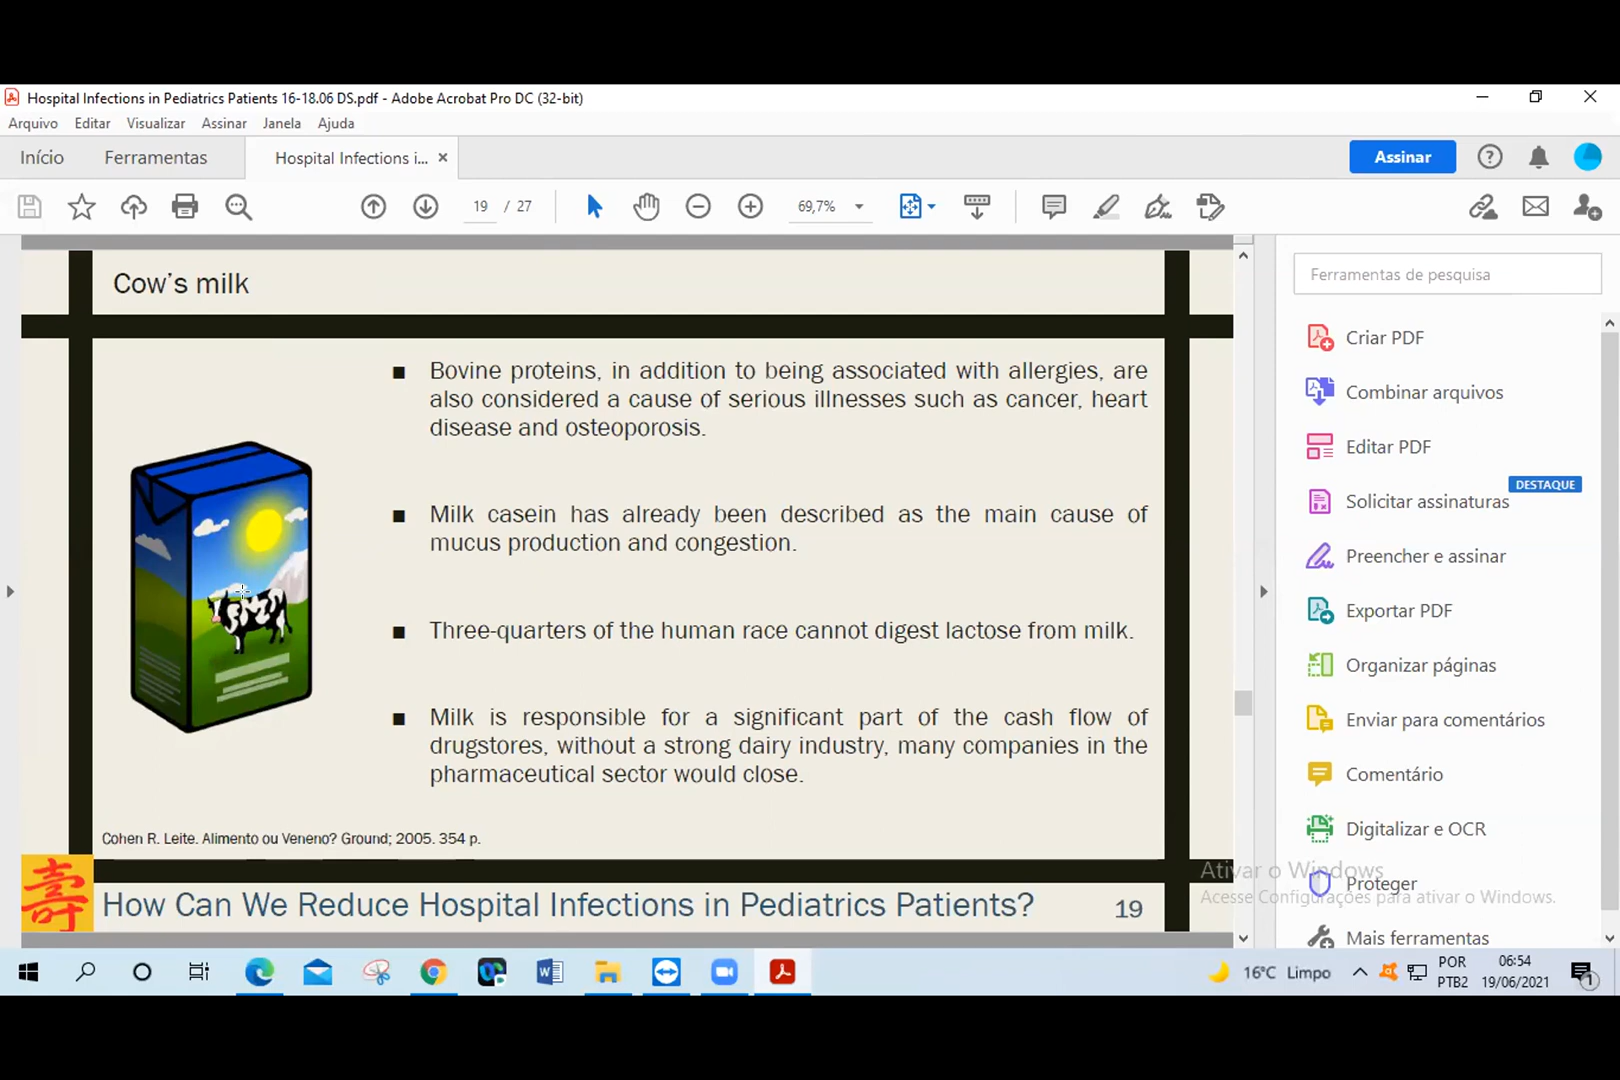 Hospital Infections in Pediatrics Patients 16-18.06 DS.pdf - Adobe Acrobat Pro DC (32-bit)
Arquivo Editar Visualizar Assinar Janela Ajuda
Início Ferramentas Hospital Infections i... Assinar
19 / 27 69,7%
Cow's milk
Ferramentas de pesquisa
Bovine proteins, in addition to being associated with allergies, are
also considered a cause of serious illnesses such as cancer, heart
disease and osteoporosis.
Milk casein has already been described as the main cause of
mucus production and congestion.
Three-quarters of the human race cannot digest lactose from milk.
Milk is responsible for a significant part of the cash flow of
drugstores, without a strong dairy industry, many companies in the
pharmaceutical sector would close.
Cohen R. Leite. Alimento ou Veneno? Ground; 2005. 354 p.
壽
How Can We Reduce Hospital Infections in Pediatrics Patients? 19
Criar PDF
Combinar arquivos
Editar PDF
DESTAQUE
Solicitar assinaturas
Preencher e assinar
Exportar PDF
Organizar páginas
Enviar para comentários
Comentário
Digitalizar e OCR
Ativar o Windows
Proteger
Acesse Configurações para ativar o Windows.
Mais ferramentas
16°C Limpo
POR
PTB2
06:54
19/06/2021
1